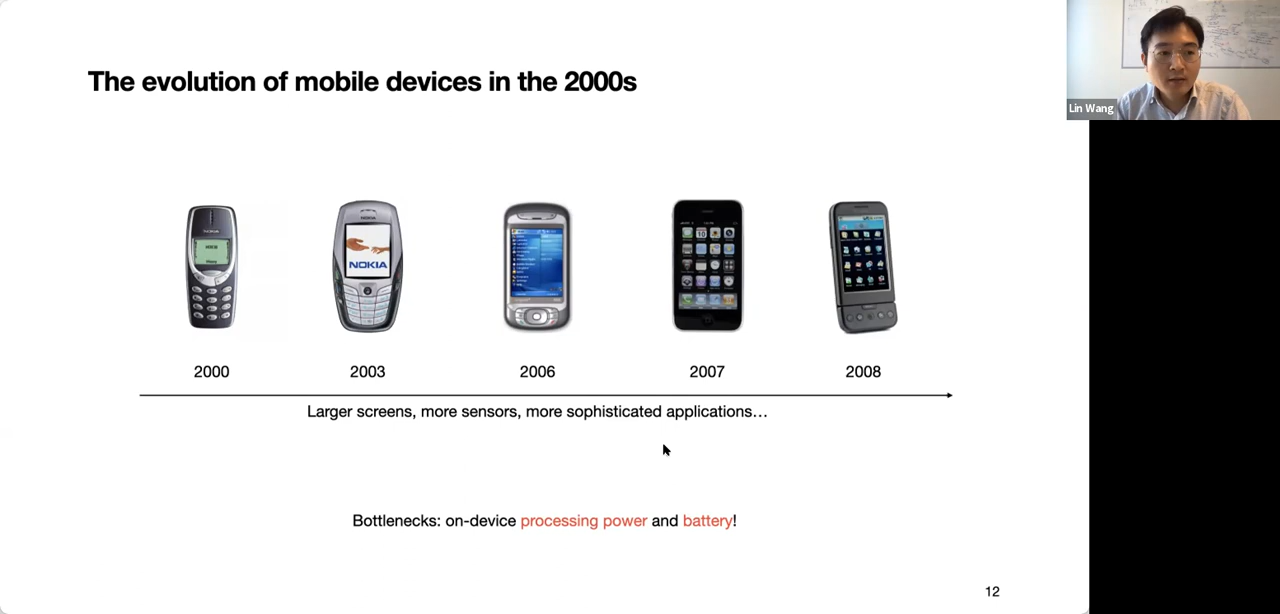 The evolution of mobile devices in the 2000s
Lin Wang
NOKIA
NOKIA
2000
2003
2006
2007
2008
Larger screens, more sensors, more sophisticated applications…
Bottlenecks: on-device processing power and battery!
12